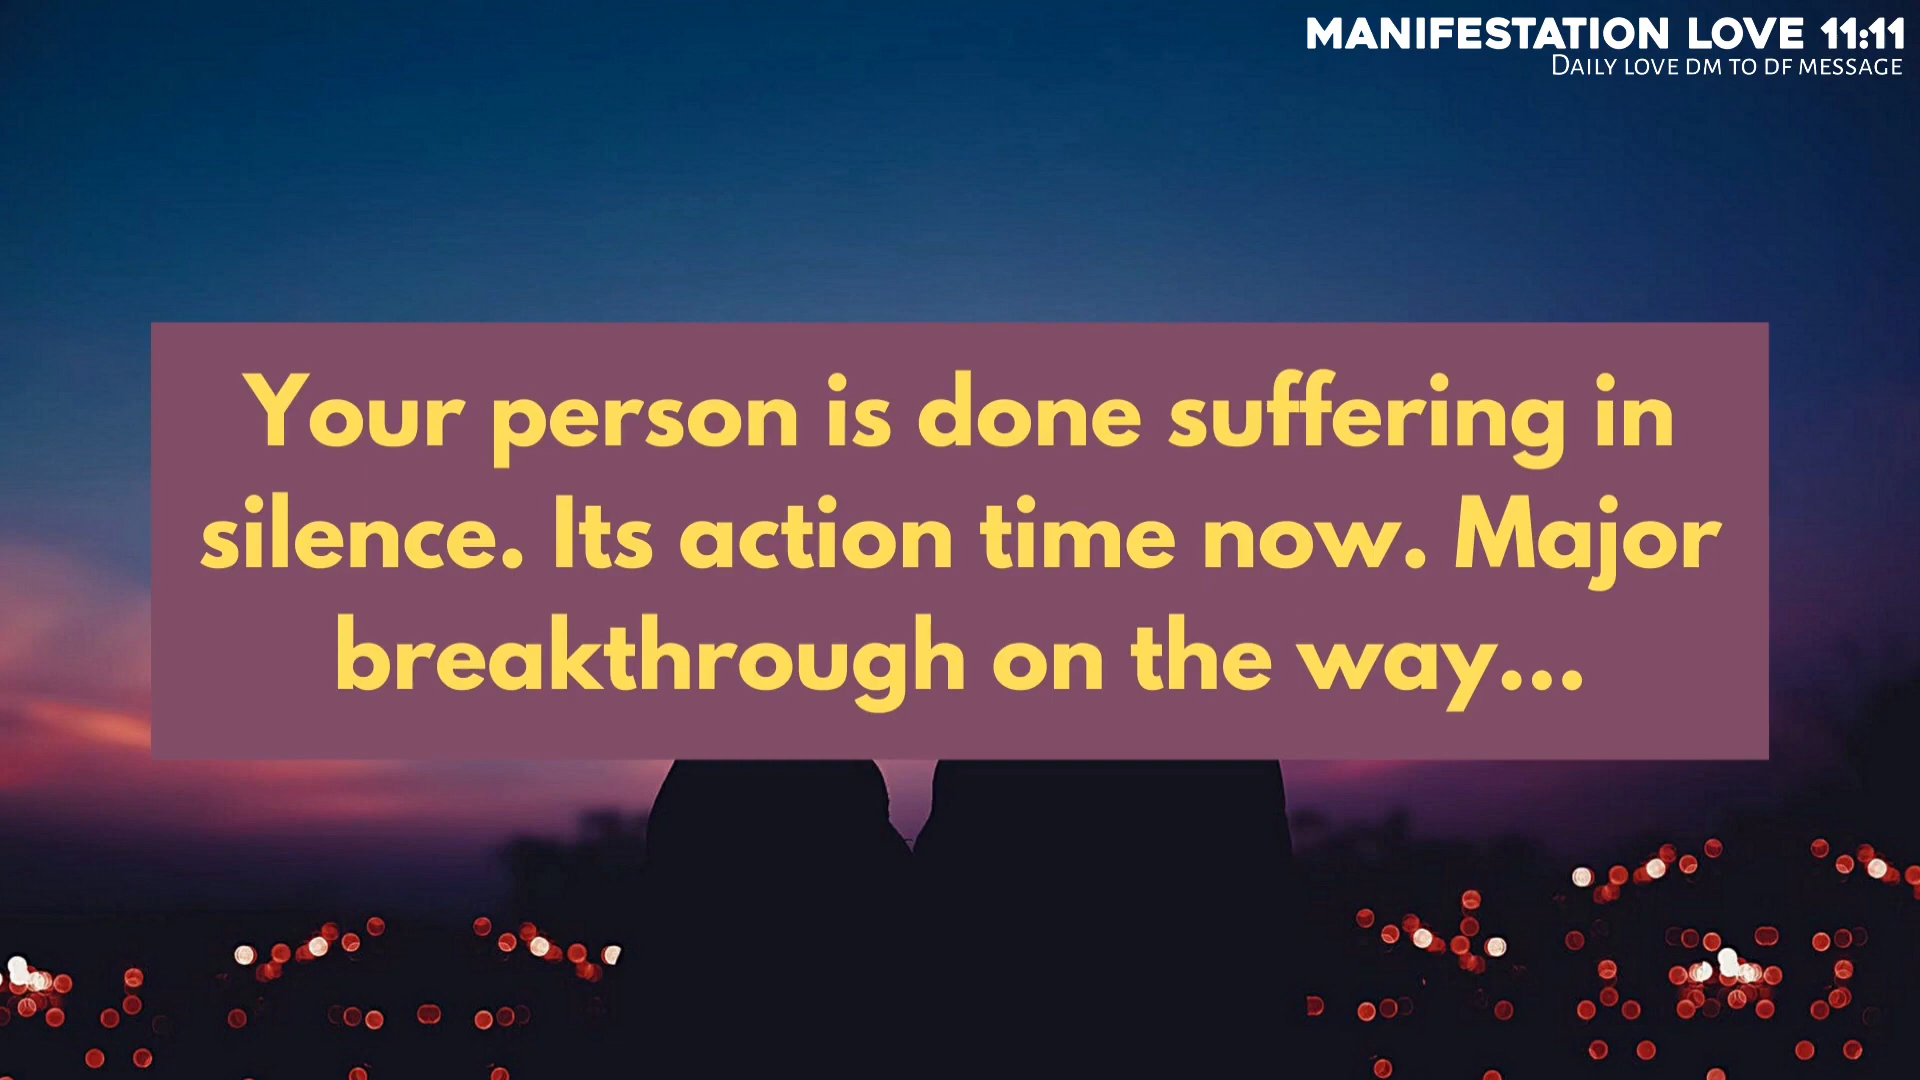 MANIFESTATION LOVE 11:11
DAILY LOVE DM TO DF MESSAGE
Your person is done suffering in
silence. Its action time now. Major
breakthrough on the way...